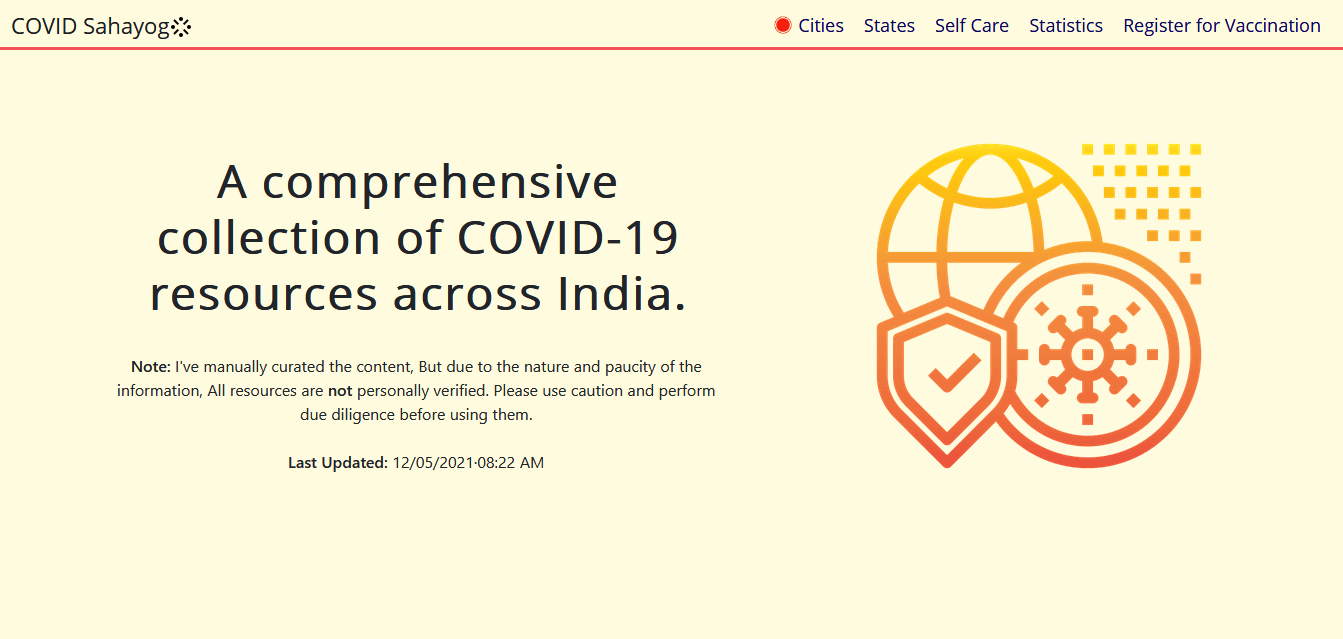 COVID Sahayog
Cities States Self Care Statistics Register for Vaccination
A comprehensive
collection of COVID-19
resources across India.
Note: I've manually curated the content, But due to the nature and paucity of the
information, All resources are not personally verified. Please use caution and perform
due diligence before using them.
Last Updated: 12/05/2021·08:22 AM